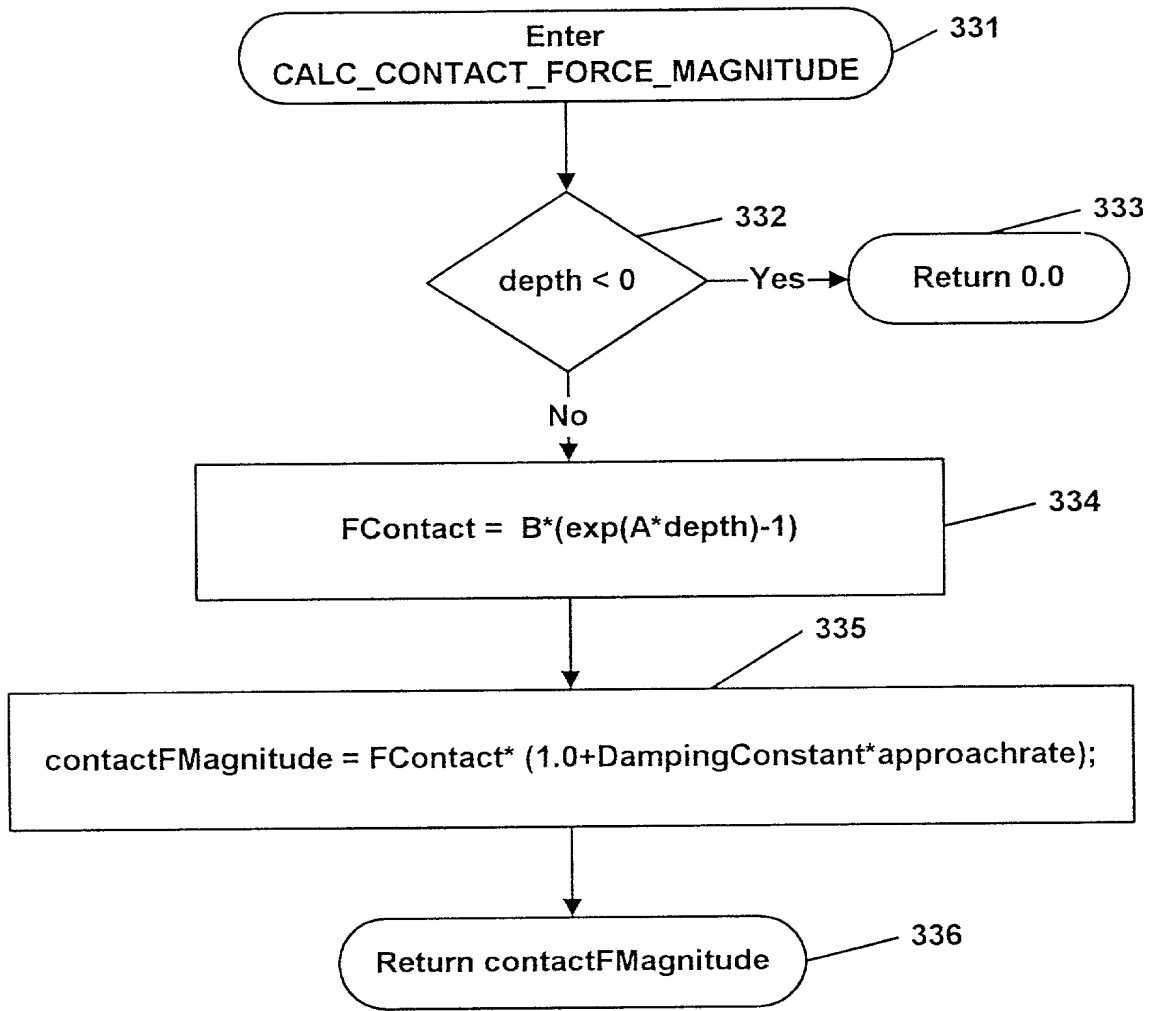 Enter
CALC_CONTACT_FORCE_MAGNITUDE
331
332
333
depth < 0
Yes
Return 0.0
No
FContact = B*(exp(A*depth)-1)
334
335
contactFMagnitude = FContact* (1.0+DampingConstant*approachrate);
Return contactFMagnitude
336